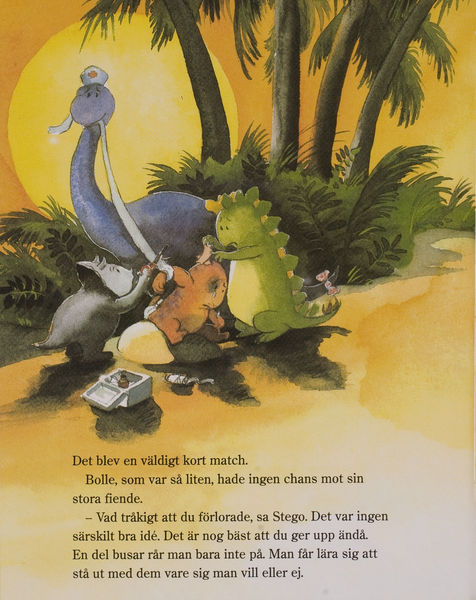 Det blev en väldigt kort match.
Bolle, som var så liten, hade ingen chans mot sin
stora fiende.
– Vad tråkigt att du förlorade, sa Stego. Det var ingen
särskilt bra idé. Det är nog bäst att du ger upp ändå.
En del busar rår man bara inte på. Man får lära sig att
stå ut med dem vare sig man vill eller ej.